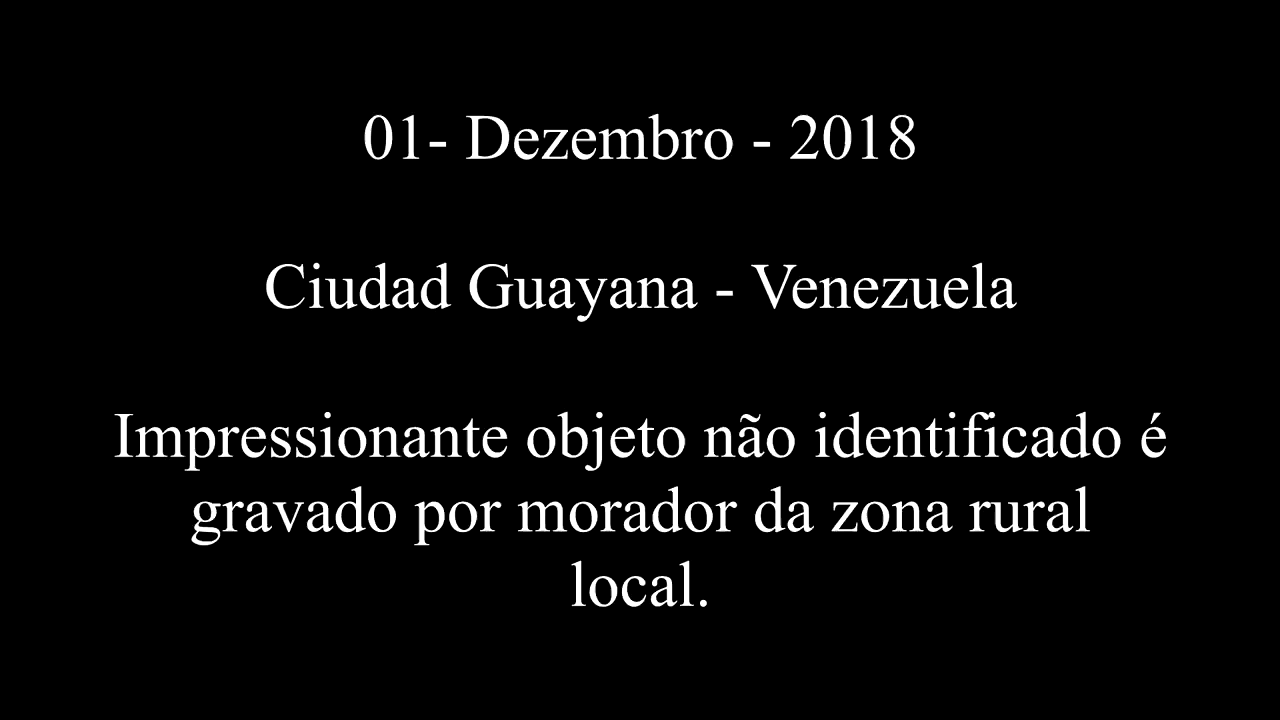 01- Dezembro - 2018
Ciudad Guayana - Venezuela
Impressionante objeto não identificado é
gravado por morador da zona rural
local.